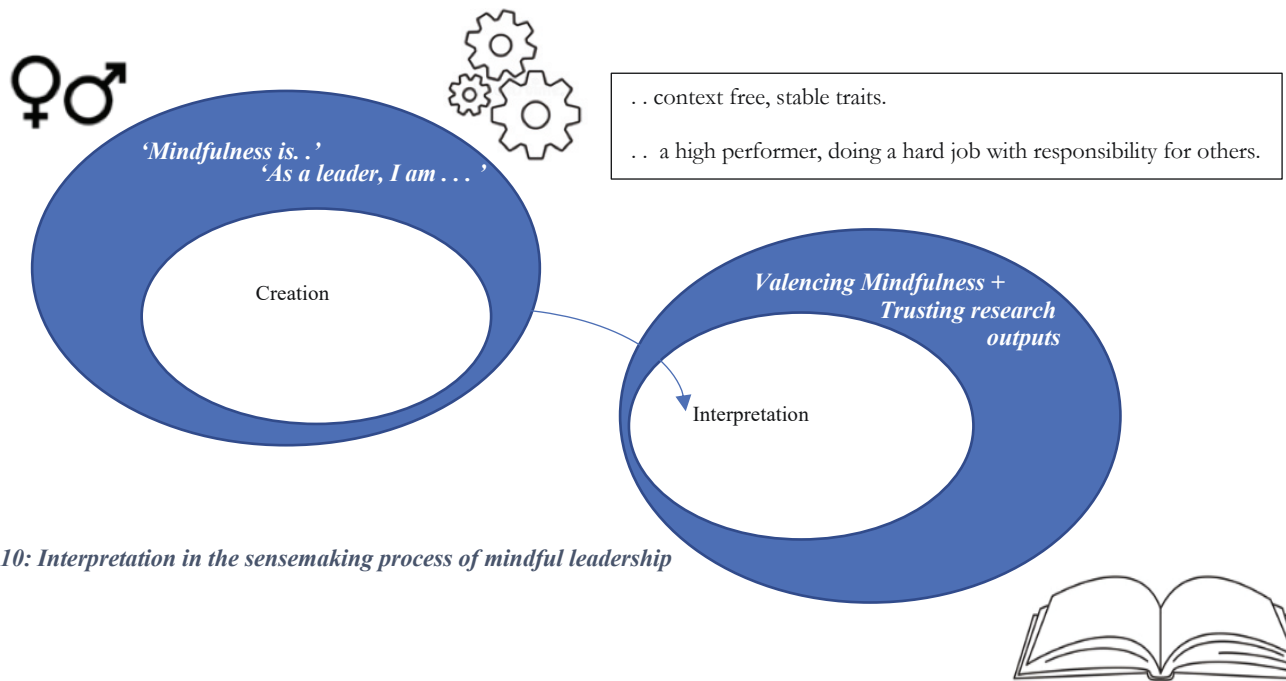 . . context free, stable traits.
. . a high performer, doing a hard job with responsibility for others.
‘Mindfulness is. .’
‘As a leader, I am . . . ’
Creation
Valencing Mindfulness +
Trusting research
outputs
Interpretation
10: Interpretation in the sensemaking process of mindful leadership